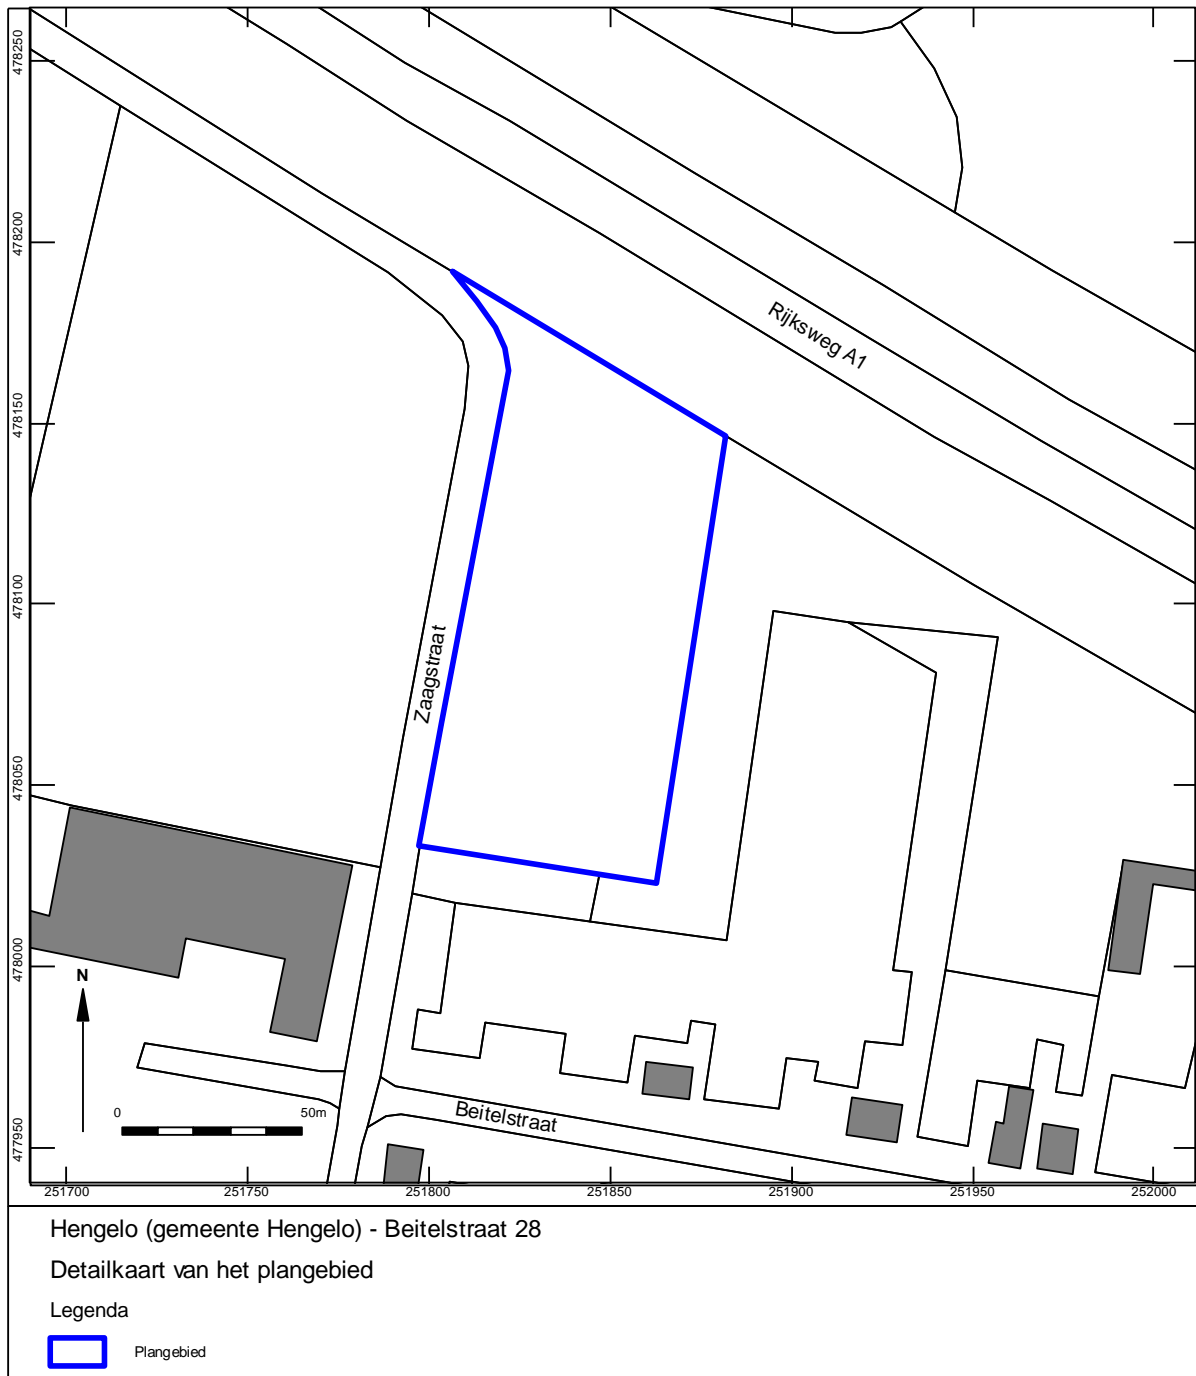 478250
478200
478150
478100
478050
478000
477950
Rijksweg A1
Zaagstraat
N
0 50m
Beitelstraat
251700 251750 251800 251850 251900 251950 252000
Hengelo (gemeente Hengelo) - Beitelstraat 28
Detailkaart van het plangebied
Legenda
Plangebied